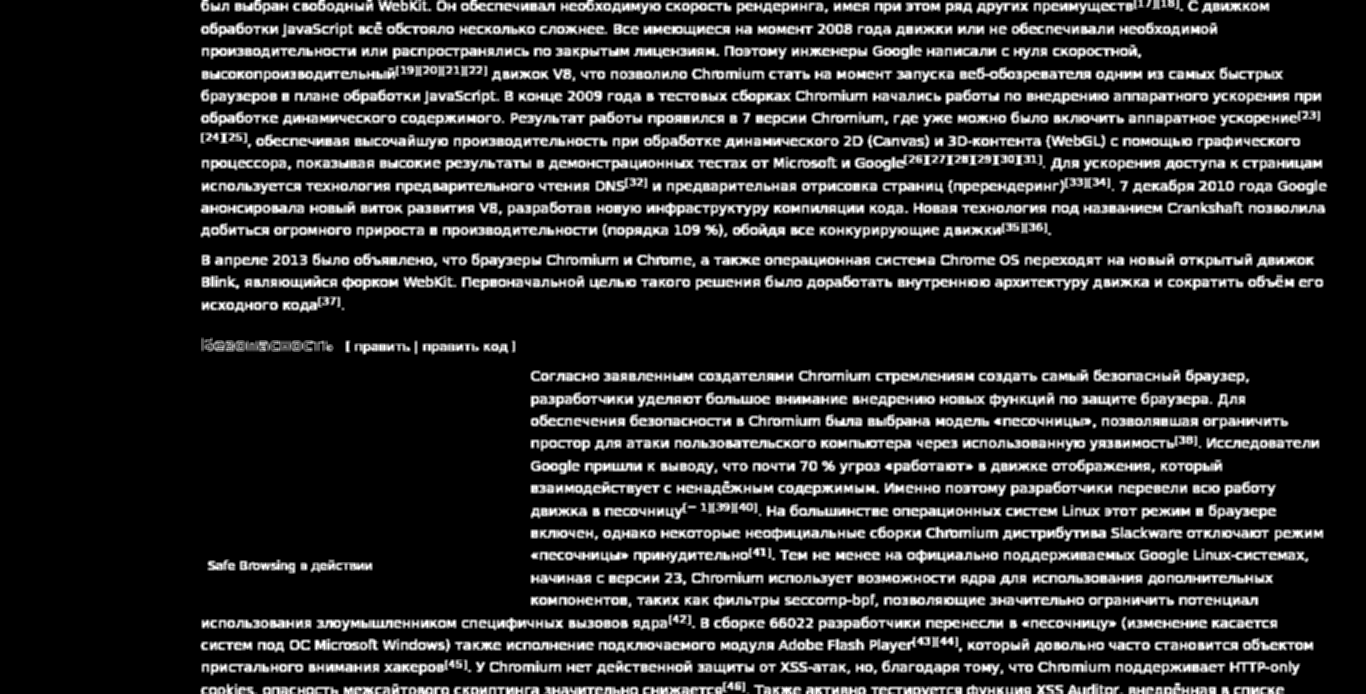 был выбран свободный WebKit. Он обеспечивал необходимую скорость рендеринга, имея при этом ряд других преимуществ[17][18]. С движком
обработки JavaScript всё обстояло несколько сложнее. Все имеющиеся на момент 2008 года движки или не обеспечивали необходимой
производительности или распространялись по закрытым лицензиям. Поэтому инженеры Google написали с нуля скоростной,
высокопроизводительный[19][20][21][22] движок V8, что позволило Chromium стать на момент запуска веб-обозревателя одним из самых быстрых
браузеров в плане обработки JavaScript. В конце 2009 года в тестовых сборках Chromium начались работы по внедрению аппаратного ускорения при
обработке динамического содержимого. Результат работы проявился в 7 версии Chromium, где уже можно было включить аппаратное ускорение[23]
[24][25], обеспечивая высочайшую производительность при обработке динамического 2D (Canvas) и 3D-контента (WebGL) с помощью графического
процессора, показывая высокие результаты в демонстрационных тестах от Microsoft и Google[26][27][28][29][30][31]. Для ускорения доступа к страницам
используется технология предварительного чтения DNS[32] и предварительная отрисовка страниц (пререндеринг)[33][34]. 7 декабря 2010 года Google
анонсировала новый виток развития V8, разработав новую инфраструктуру компиляции кода. Новая технология под названием Crankshaft позволила
добиться огромного прироста в производительности (порядка 109 %), обойдя все конкурирующие движки[35][36].
В апреле 2013 было объявлено, что браузеры Chromium и Chrome, а также операционная система Chrome OS переходят на новый открытый движок
Blink, являющийся форком WebKit. Первоначальной целью такого решения было доработать внутреннюю архитектуру движка и сократить объём его
исходного кода[37].
Безопасность [ править | править код ]
Согласно заявленным создателями Chromium стремлениям создать самый безопасный браузер,
разработчики уделяют большое внимание внедрению новых функций по защите браузера. Для
обеспечения безопасности в Chromium была выбрана модель «песочницы», позволявшая ограничить
простор для атаки пользовательского компьютера через использованную уязвимость[38]. Исследователи
Google пришли к выводу, что почти 70 % угроз «работают» в движке отображения, который
взаимодействует с ненадёжным содержимым. Именно поэтому разработчики перевели всю работу
движка в песочницу[− 1][39][40]. На большинстве операционных систем Linux этот режим в браузере
включен, однако некоторые неофициальные сборки Chromium дистрибутива Slackware отключают режим
«песочницы» принудительно[41]. Тем не менее на официально поддерживаемых Google Linux-системах,
начиная с версии 23, Chromium использует возможности ядра для использования дополнительных
компонентов, таких как фильтры seccomp-bpf, позволяющие значительно ограничить потенциал
Safe Browsing в действии
использования злоумышленником специфичных вызовов ядра[42]. В сборке 66022 разработчики перенесли в «песочницу» (изменение касается
систем под ОС Microsoft Windows) также исполнение подключаемого модуля Adobe Flash Player[43][44], который довольно часто становится объектом
пристального внимания хакеров[45]. У Chromium нет действенной защиты от XSS-атак, но, благодаря тому, что Chromium поддерживает HTTP-only
cookies, опасность межсайтового скриптинга значительно снижается[46]. Также активно тестируется функция XSS Auditor, внедрённая в списке